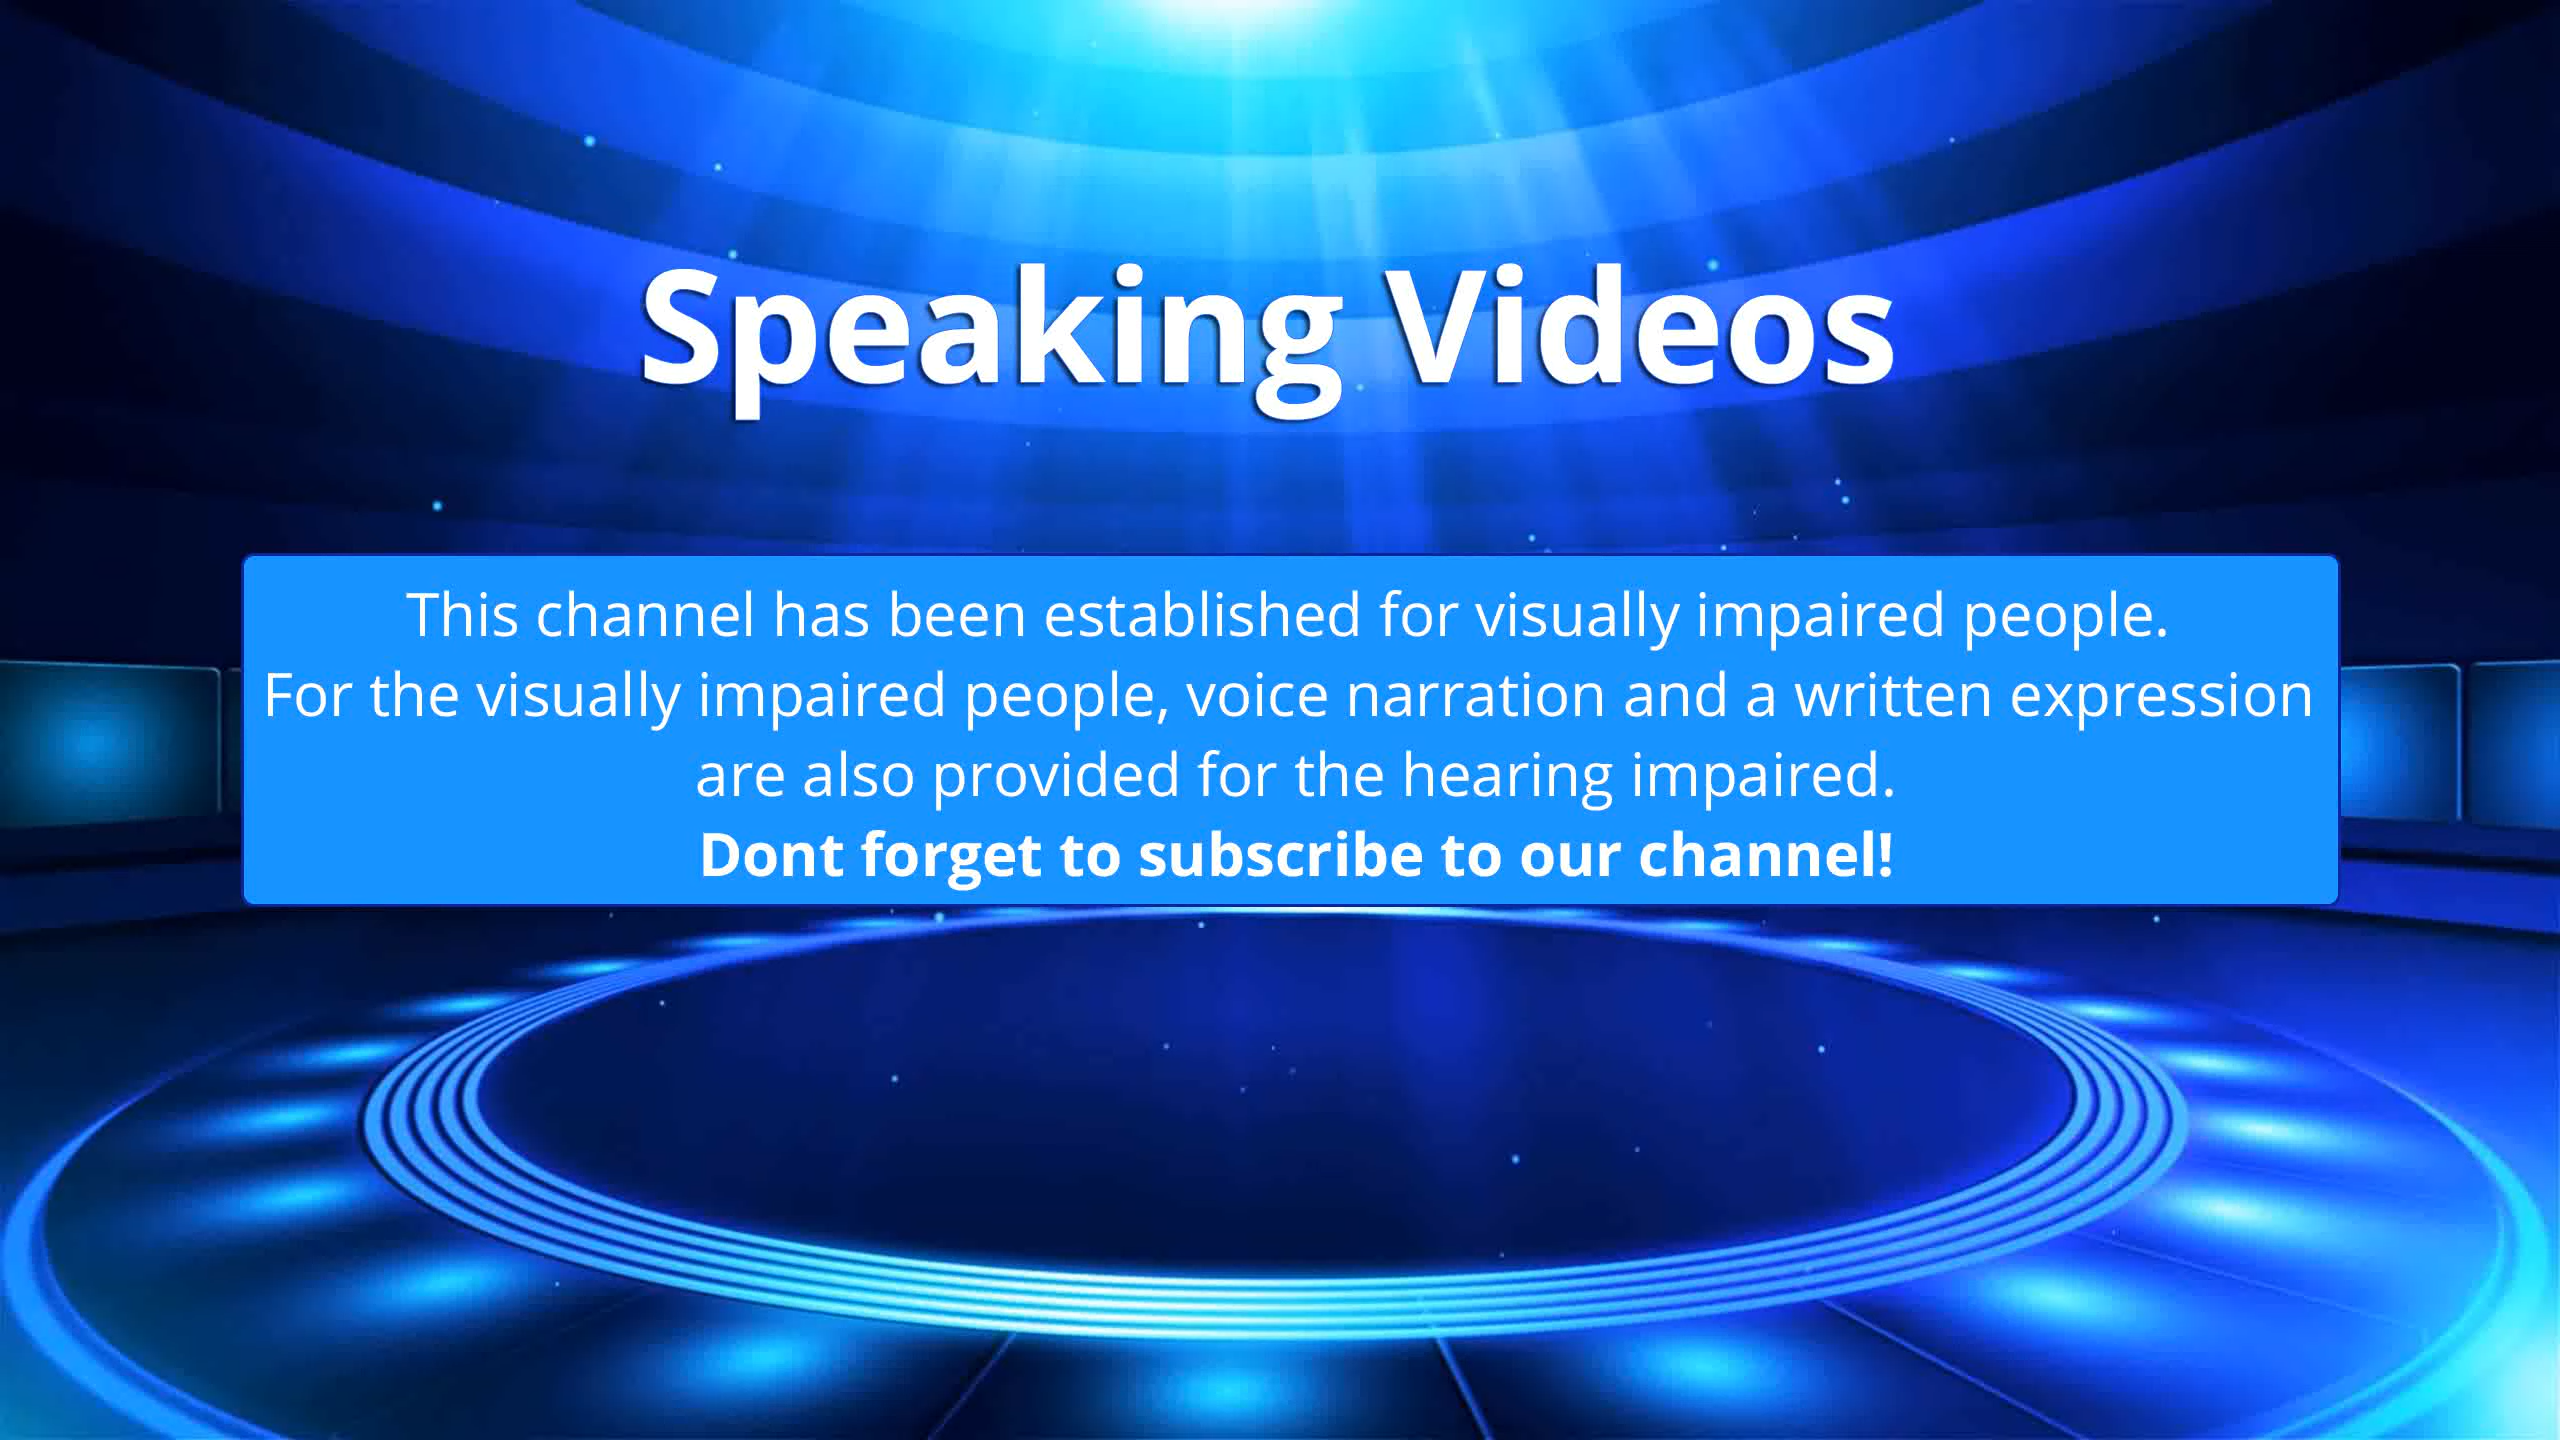 Speaking Videos
This channel has been established for visually impaired people.
For the visually impaired people, voice narration and a written expression
are also provided for the hearing impaired.
Dont forget to subscribe to our channel!